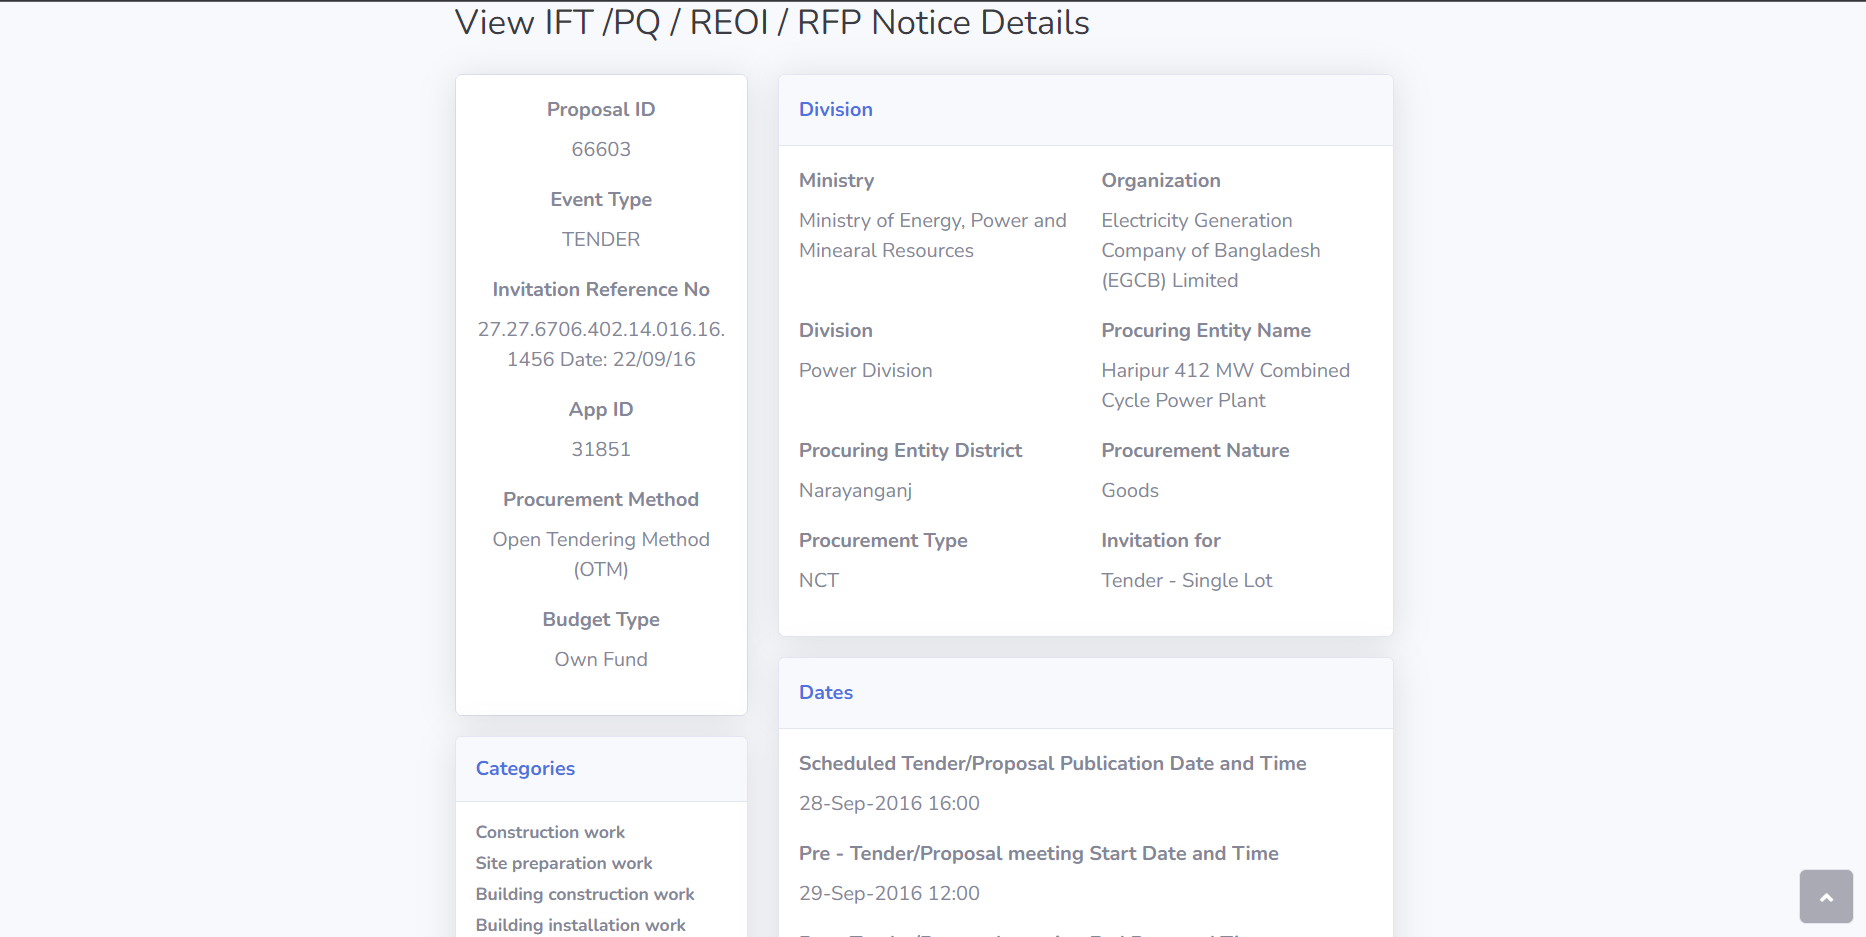 View IFT /PQ / REOI / RFP Notice Details
Proposal ID
66603
Event Type
TENDER
Invitation Reference No
27.27.6706.402.14.016.16.
1456 Date: 22/09/16
App ID
31851
Procurement Method
Open Tendering Method
(OTM)
Budget Type
Own Fund
Categories
Construction work
Site preparation work
Building construction work
Building installation work
Division
Ministry
Ministry of Energy, Power and
Minearal Resources
Organization
Electricity Generation
Company of Bangladesh
(EGCB) Limited
Division
Power Division
Procuring Entity Name
Haripur 412 MW Combined
Cycle Power Plant
Procuring Entity District
Narayanganj
Procurement Nature
Goods
Procurement Type
NCT
Invitation for
Tender - Single Lot
Dates
Scheduled Tender/Proposal Publication Date and Time
28-Sep-2016 16:00
Pre - Tender/Proposal meeting Start Date and Time
29-Sep-2016 12:00